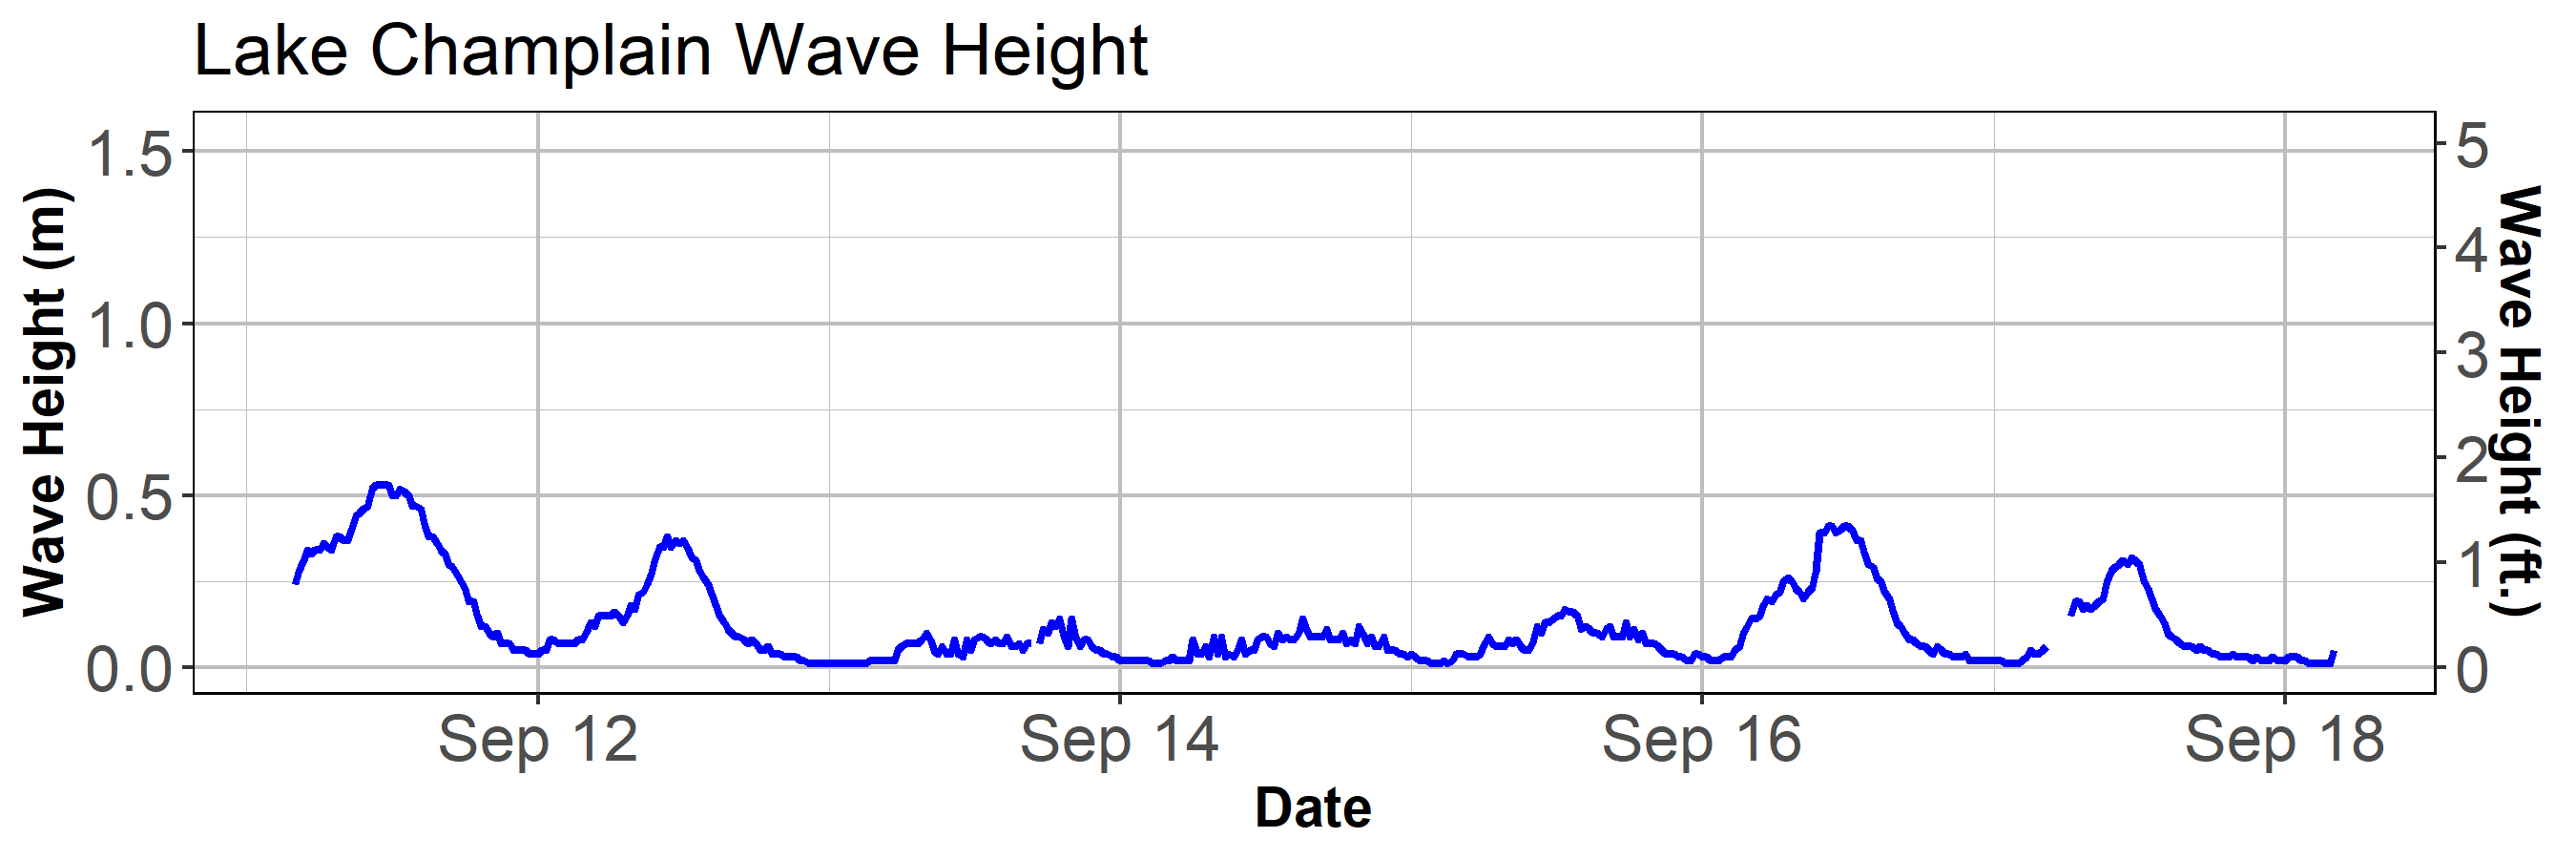 Lake Champlain Wave Height
Wave Height (m)
1.5
1.0
0.5
0.0
5
4
3
2
1
0
Wave Height (ft.)
Sep 12
Sep 14
Sep 16
Sep 18
Date